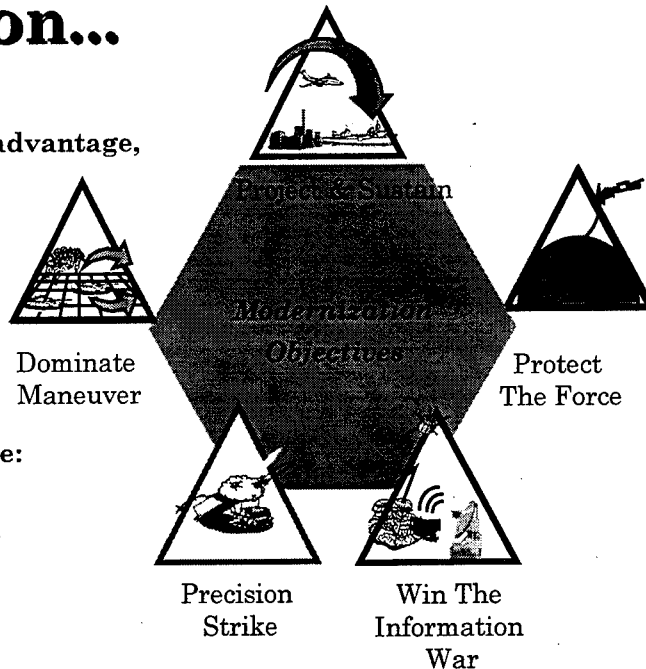 on...
advantage,
Project & Sustain
Modernization
Objectives
Dominate
Maneuver
Protect
The Force
e:
Precision
Strike
Win The
Information
War